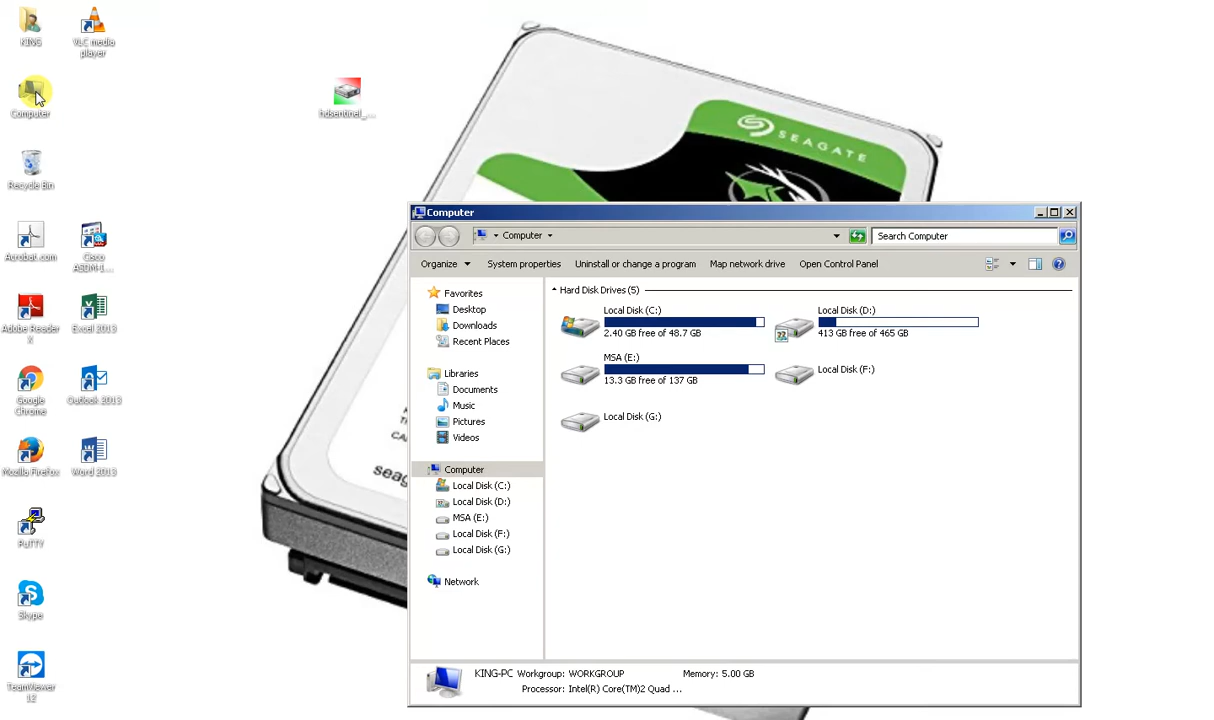 KING
VLC media player
Computer
hdsentinel_...
Recycle Bin
Acrobat.com
Cisco ASDM-I...
Adobe Reader X
Excel 2013
Google Chrome
Outlook 2013
Mozilla Firefox
Word 2013
PuTTY
Skype
TeamViewer 12
SEAGATE
seag
Computer
Computer
Search Computer
Organize
System properties
Uninstall or change a program
Map network drive
Open Control Panel
Favorites
Desktop
Downloads
Recent Places
Libraries
Documents
Music
Pictures
Videos
Computer
Local Disk (C:)
Local Disk (D:)
MSA (E:)
Local Disk (F:)
Local Disk (G:)
Network
Hard Disk Drives (5)
Local Disk (C:)
2.40 GB free of 48.7 GB
Local Disk (D:)
413 GB free of 465 GB
MSA (E:)
13.3 GB free of 137 GB
Local Disk (F:)
Local Disk (G:)
KING-PC Workgroup: WORKGROUP Memory: 5.00 GB
Processor: Intel(R) Core(TM)2 Quad ...